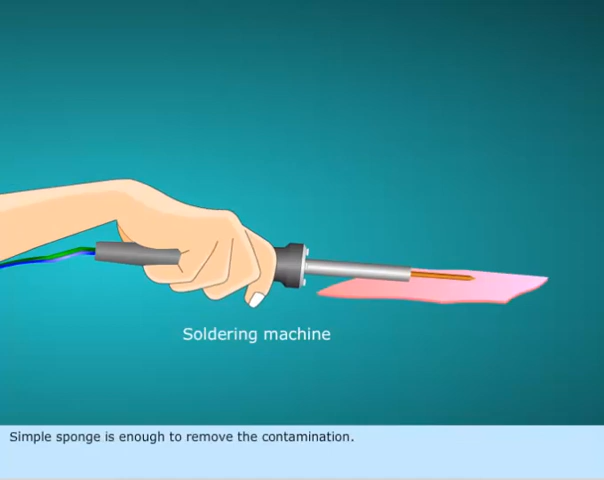 Soldering machine
Simple sponge is enough to remove the contamination.